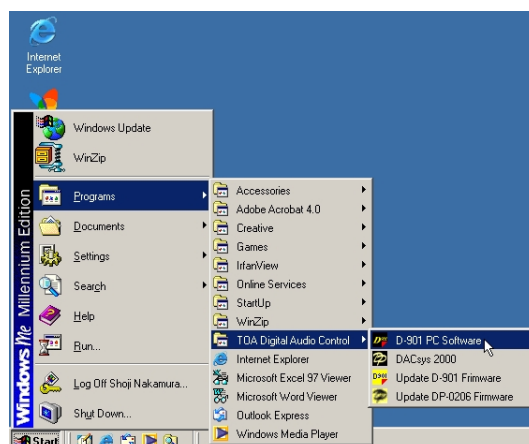 Internet
Explorer
Windows Update
WinZip
Programs
Documents
Settings
Search
Help
Run...
Log Off Shoji Nakamura...
Shut Down...
Windows Me Millennium Edition
Start
Accessories
Adobe Acrobat 4.0
Creative
Games
IrfanView
Online Services
StartUp
WinZip
TOA Digital Audio Control
Internet Explorer
Microsoft Excel 97 Viewer
Microsoft Word Viewer
Outlook Express
Windows Media Player
D-901 PC Software
DACsys 2000
Update D-901 Frimware
Update DP-0206 Firmware